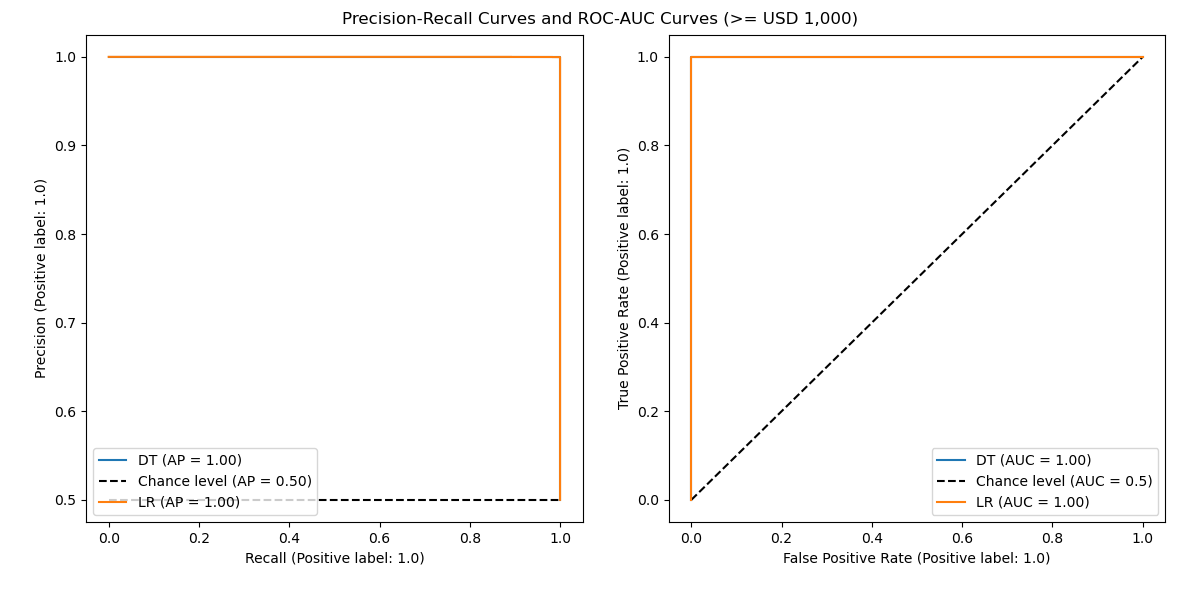 Precision-Recall Curves and ROC-AUC Curves (>= USD 1,000)
1.0
0.9
0.8
0.7
0.6
0.5
Precision (Positive label: 1.0)
DT (AP = 1.00)
Chance level (AP = 0.50)
LR (AP = 1.00)
0.0 0.2 0.4 0.6 0.8 1.0
Recall (Positive label: 1.0)
1.0
0.8
0.6
0.4
0.2
0.0
True Positive Rate (Positive label: 1.0)
DT (AUC = 1.00)
Chance level (AUC = 0.5)
LR (AUC = 1.00)
0.0 0.2 0.4 0.6 0.8 1.0
False Positive Rate (Positive label: 1.0)